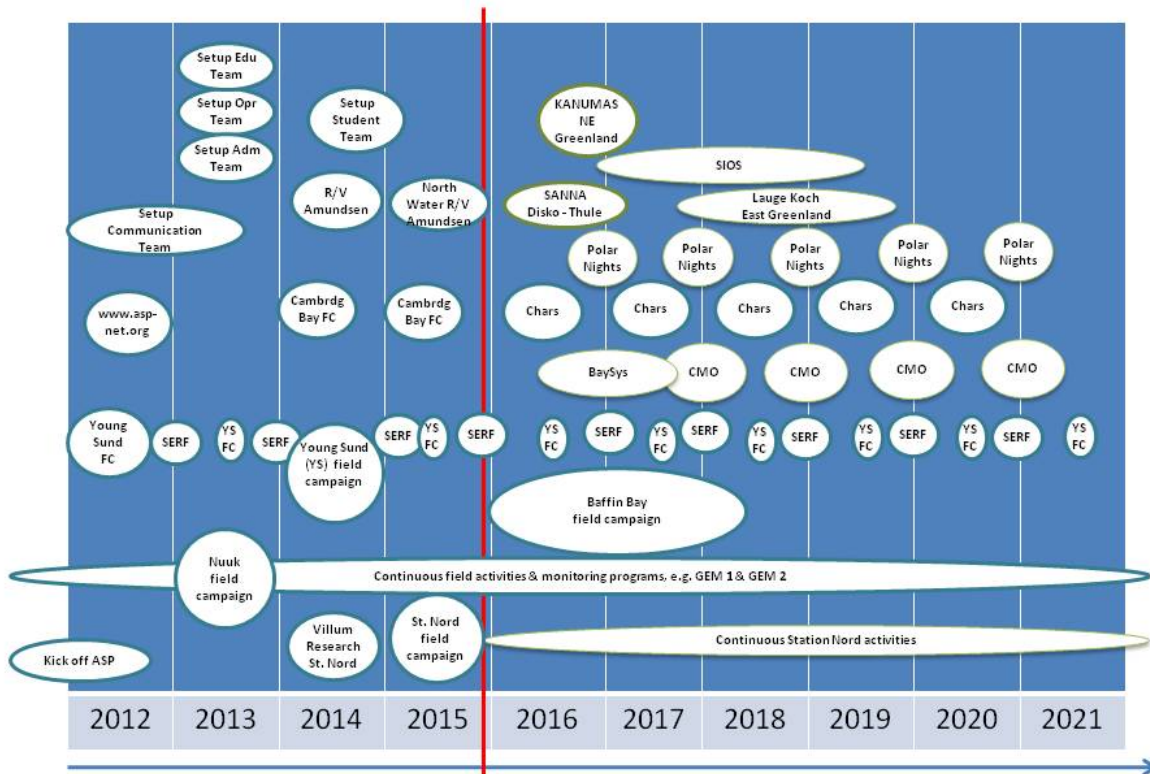 Setup Edu
Team
Setup Opr
Team
Setup Adm
Team
Setup
Student
Team
KANUMAS
NE
Greenland
SIOS
R/V
Amundsen
North
Water R/V
Amundsen
SANNA
Disko - Thule
Lauge Koch
East Greenland
Setup
Communication
Team
Polar
Nights
Polar
Nights
Polar
Nights
Polar
Nights
Polar
Nights
www.asp-
net.org
Cambrdg
Bay FC
Cambrdg
Bay FC
Chars
Chars
Chars
Chars
Chars
BaySys
CMO
CMO
CMO
CMO
Young
Sund
FC
SERF
YS
FC
SERF
Young Sund
(YS) field
campaign
SERF
YS
FC
SERF
YS
FC
SERF
YS
FC
SERF
YS
FC
SERF
YS
FC
SERF
YS
FC
SERF
YS
FC
Baffin Bay
field campaign
Nuuk
field
campaign
Continuous field activities & monitoring programs, e.g. GEM 1 & GEM 2
Kick off ASP
Villum
Research
St. Nord
St. Nord
field
campaign
Continuous Station Nord activities
2012 2013 2014 2015 2016 2017 2018 2019 2020 2021